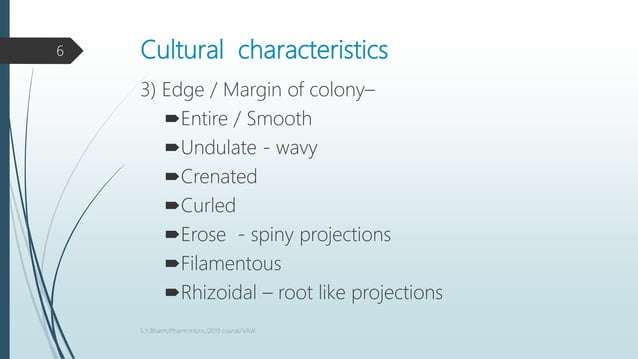 6
Cultural characteristics
3) Edge / Margin of colony–
Entire / Smooth
Undulate - wavy
Crenated
Curled
Erose - spiny projections
Filamentous
Rhizoidal – root like projections